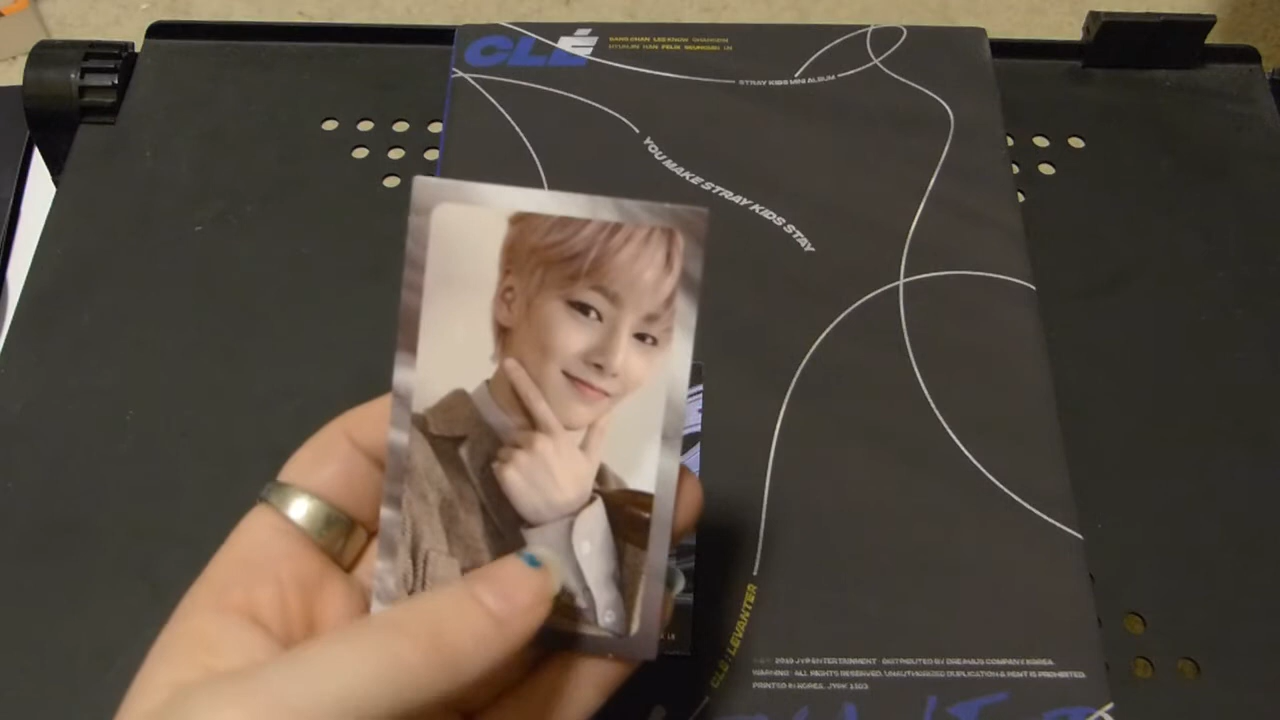 CLÉ
BANG CHAN LEE KNOW CHANGBIN
HYUNJIN HAN FELIX SEUNGMIN I.N
STRAY KIDS MINI ALBUM
YOU MAKE STRAY KIDS STAY
CLÉ : LEVANTER
2019 JYP ENTERTAINMENT · DISTRIBUTED BY DREAMUS COMPANY KOREA.
WARNING : ALL RIGHTS RESERVED. UNAUTHORIZED DUPLICATION & RENT IS PROHIBITED.
PRINTED IN KOREA.